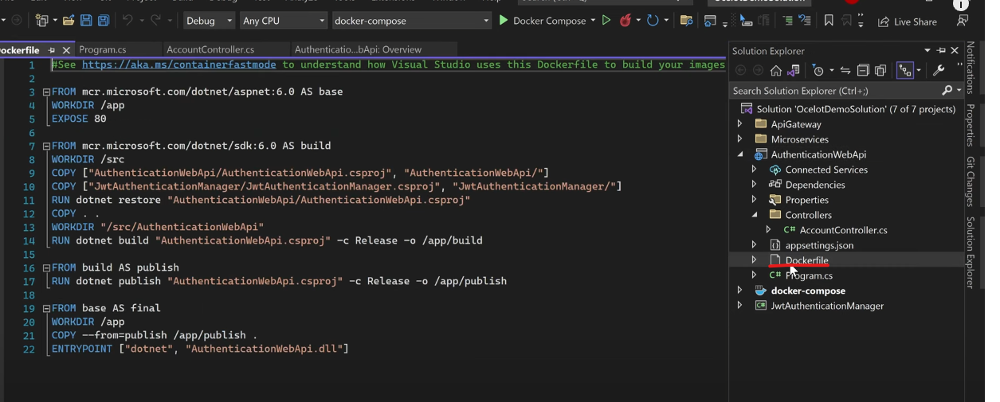 Debug
Any CPU
docker-compose
Docker Compose
Live Share
Dockerfile
Program.cs
AccountController.cs
Authenticatio...bApi: Overview
1 #See https://aka.ms/containerfastmode to understand how Visual Studio uses this Dockerfile to build your images
2
3 FROM mcr.microsoft.com/dotnet/aspnet:6.0 AS base
4 WORKDIR /app
5 EXPOSE 80
6
7 FROM mcr.microsoft.com/dotnet/sdk:6.0 AS build
8 WORKDIR /src
9 COPY ["AuthenticationWebApi/AuthenticationWebApi.csproj", "AuthenticationWebApi/"]
10 COPY ["JwtAuthenticationManager/JwtAuthenticationManager.csproj", "JwtAuthenticationManager/"]
11 RUN dotnet restore "AuthenticationWebApi/AuthenticationWebApi.csproj"
12 COPY . .
13 WORKDIR "/src/AuthenticationWebApi"
14 RUN dotnet build "AuthenticationWebApi.csproj" -c Release -o /app/build
15
16 FROM build AS publish
17 RUN dotnet publish "AuthenticationWebApi.csproj" -c Release -o /app/publish
18
19 FROM base AS final
20 WORKDIR /app
21 COPY --from=publish /app/publish .
22 ENTRYPOINT ["dotnet", "AuthenticationWebApi.dll"]
Solution Explorer
Search Solution Explorer (Ctrl+;)
Solution 'OcelotDemoSolution' (7 of 7 projects)
ApiGateway
Microservices
AuthenticationWebApi
Connected Services
Dependencies
Properties
Controllers
C# AccountController.cs
appsettings.json
Dockerfile
C# Program.cs
docker-compose
C# JwtAuthenticationManager
Notifications
Properties
Git Changes
Solution Explorer